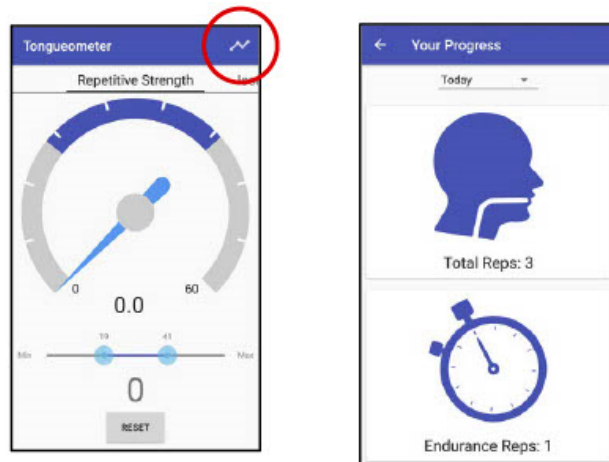 Tongueometer
Repetitive Strength
0
60
0.0
19
41
Min
Max
0
RESET
Your Progress
Today
Total Reps: 3
Endurance Reps: 1